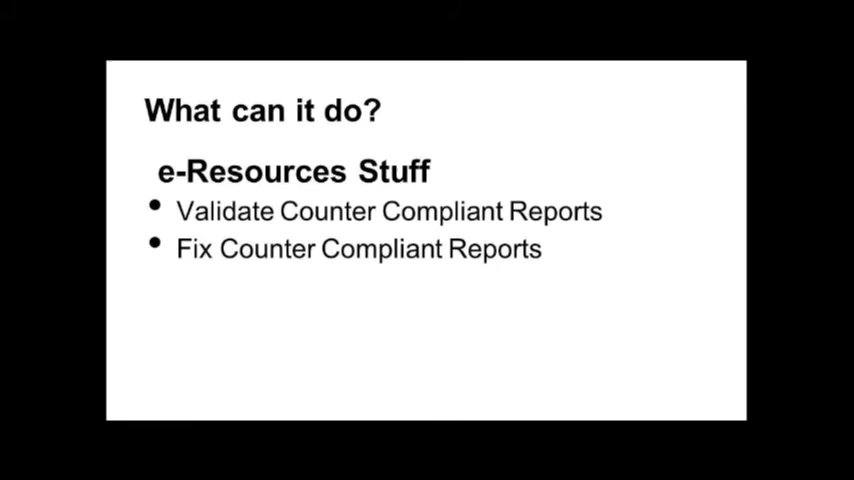 What can it do?
e-Resources Stuff
• Validate Counter Compliant Reports
• Fix Counter Compliant Reports